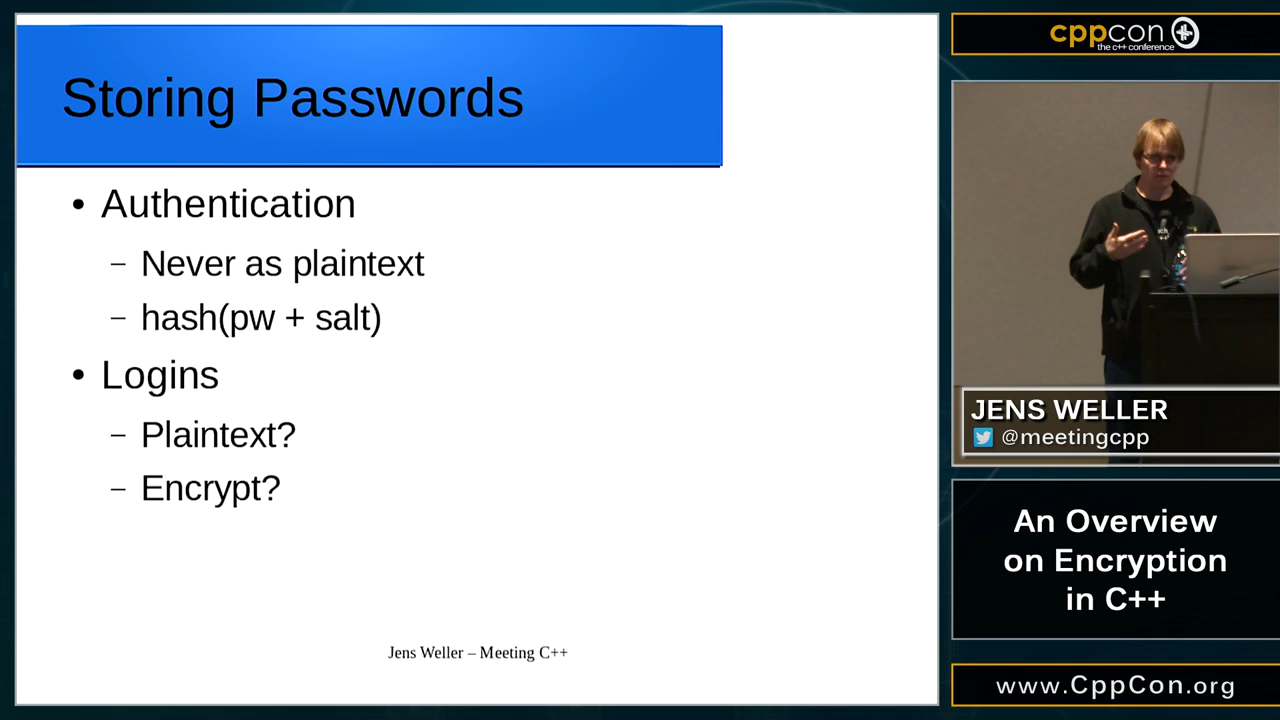 Storing Passwords
• Authentication
– Never as plaintext
– hash(pw + salt)
• Logins
– Plaintext?
– Encrypt?
Jens Weller – Meeting C++
cppcon
the c++ conference
JENS WELLER
@meetingcpp
An Overview
on Encryption
in C++
www.CppCon.org